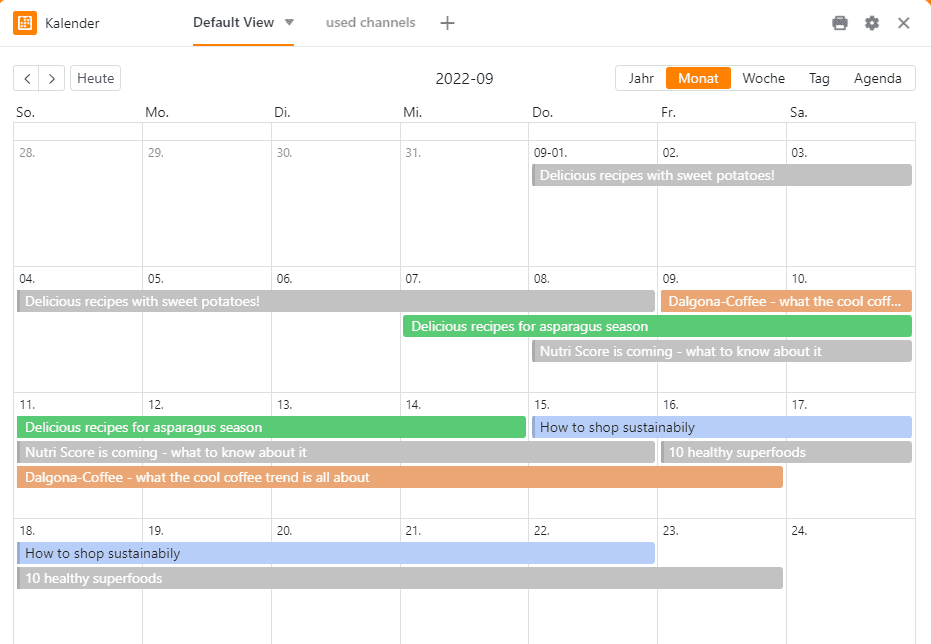 Kalender
Default View
used channels
Heute
2022-09
Jahr Monat Woche Tag Agenda
So. Mo. Di. Mi. Do. Fr. Sa.
28. 29. 30. 31. 09-01. 02. 03.
Delicious recipes with sweet potatoes!
04. 05. 06. 07. 08. 09. 10.
Delicious recipes with sweet potatoes! Dalgona-Coffee - what the cool coff...
Delicious recipes for asparagus season
Nutri Score is coming - what to know about it
11. 12. 13. 14. 15. 16. 17.
Delicious recipes for asparagus season How to shop sustainabily
Nutri Score is coming - what to know about it 10 healthy superfoods
Dalgona-Coffee - what the cool coffee trend is all about
18. 19. 20. 21. 22. 23. 24.
How to shop sustainabily
10 healthy superfoods